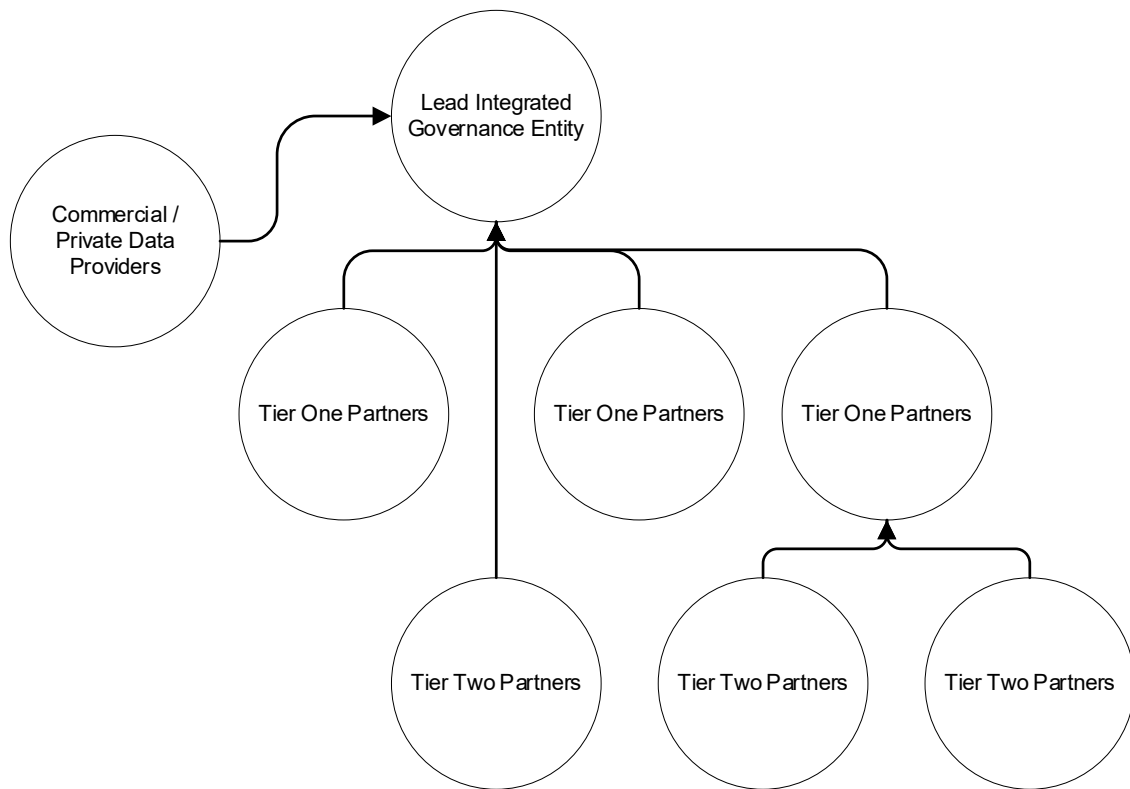 Lead Integrated
Governance Entity
Commercial /
Private Data
Providers
Tier One Partners
Tier One Partners
Tier One Partners
Tier Two Partners
Tier Two Partners
Tier Two Partners